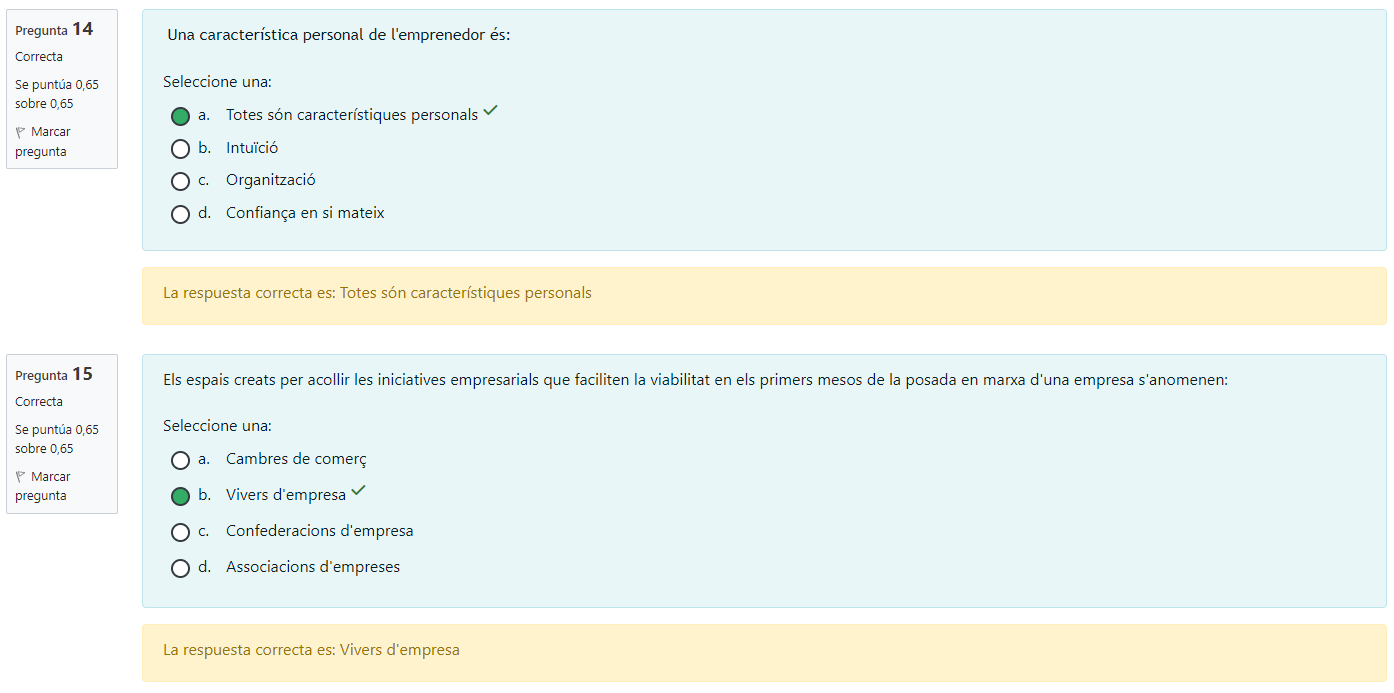 Pregunta 14
Correcta
Se puntúa 0,65
sobre 0,65
Marcar
pregunta
Una característica personal de l'emprenedor és:
Seleccione una:
a. Totes són característiques personals
b. Intuïció
c. Organització
d. Confiança en si mateix
La respuesta correcta es: Totes són característiques personals
Pregunta 15
Correcta
Se puntúa 0,65
sobre 0,65
Marcar
pregunta
Els espais creats per acollir les iniciatives empresarials que faciliten la viabilitat en els primers mesos de la posada en marxa d'una empresa s'anomenen:
Seleccione una:
a. Cambres de comerç
b. Vivers d'empresa
c. Confederacions d'empresa
d. Associacions d'empreses
La respuesta correcta es: Vivers d'empresa